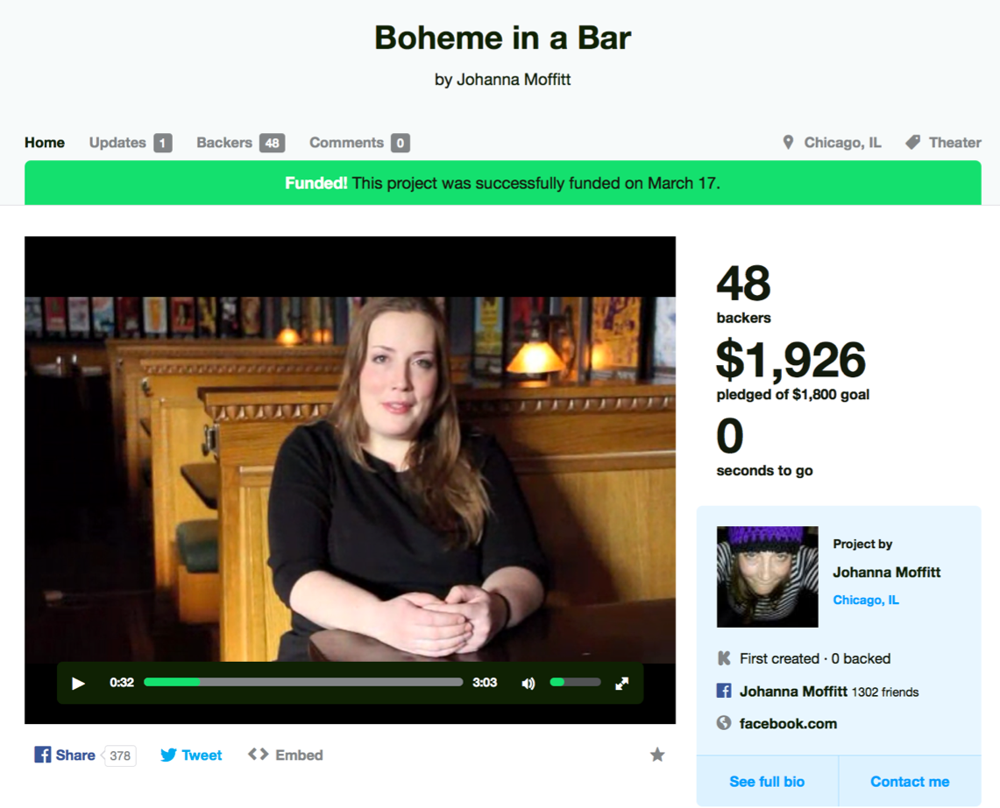 Boheme in a Bar
by Johanna Moffitt
Home Updates 1 Backers 48 Comments 0 Chicago, IL Theater
Funded! This project was successfully funded on March 17.
48
backers
$1,926
pledged of $1,800 goal
0
seconds to go
Project by
Johanna Moffitt
Chicago, IL
First created · 0 backed
Johanna Moffitt 1302 friends
facebook.com
See full bio Contact me
0:32 3:03
Share 378 Tweet Embed